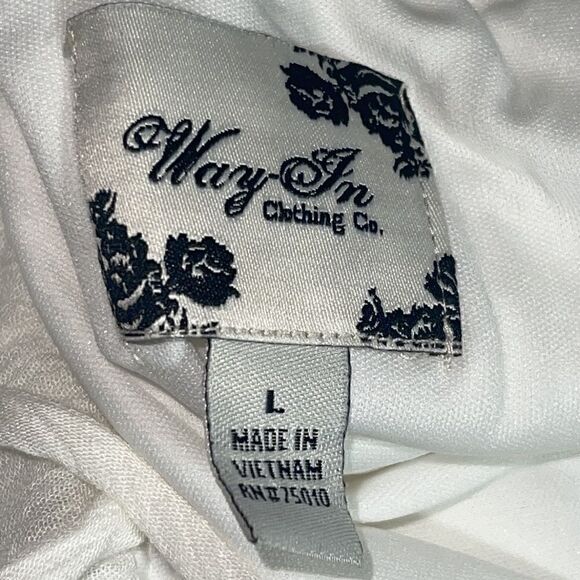 Way-In
Clothing Co.
L
MADE IN
VIETNAM
RN#75010